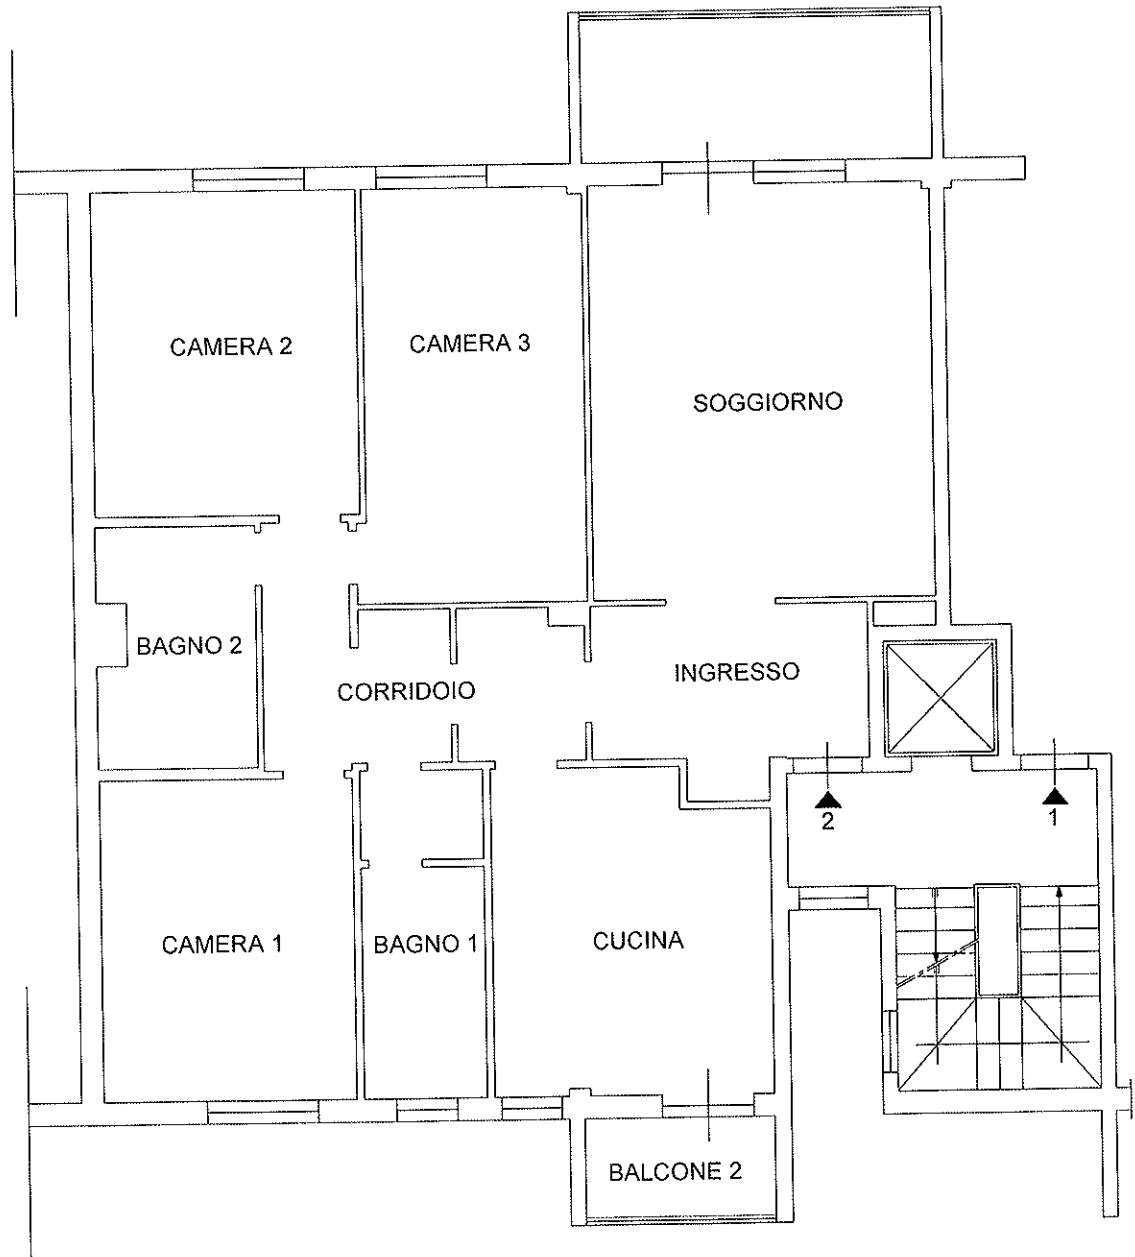 CAMERA 2
CAMERA 3
SOGGIORNO
BAGNO 2
CORRIDOIO
INGRESSO
2
1
CAMERA 1
BAGNO 1
CUCINA
BALCONE 2